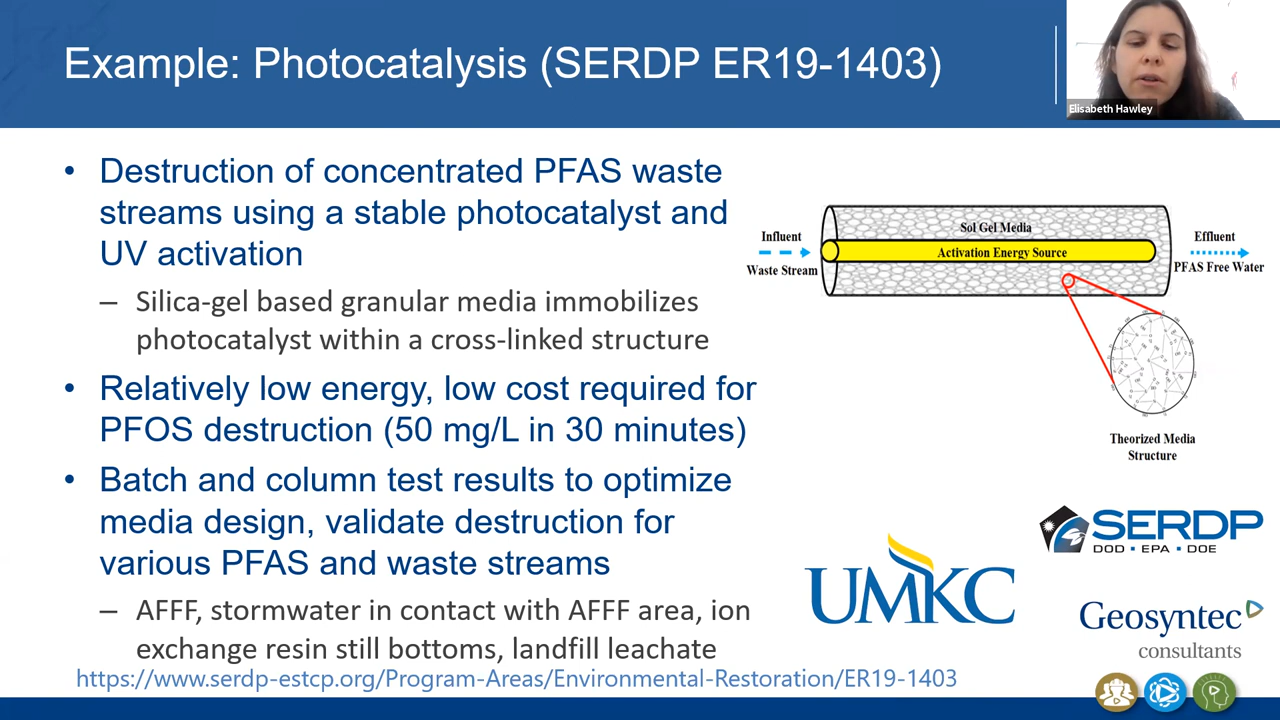 Example: Photocatalysis (SERDP ER19-1403)
Elisabeth Hawley
• Destruction of concentrated PFAS waste
streams using a stable photocatalyst and
UV activation
– Silica-gel based granular media immobilizes
photocatalyst within a cross-linked structure
• Relatively low energy, low cost required for
PFOS destruction (50 mg/L in 30 minutes)
• Batch and column test results to optimize
media design, validate destruction for
various PFAS and waste streams
– AFFF, stormwater in contact with AFFF area, ion
exchange resin still bottoms, landfill leachate
https://www.serdp-estcp.org/Program-Areas/Environmental-Restoration/ER19-1403
Influent
Waste Stream
Sol Gel Media
Activation Energy Source
Effluent
PFAS Free Water
Theorized Media
Structure
SERDP
DOD • EPA • DOE
UMKC
Geosyntec
consultants